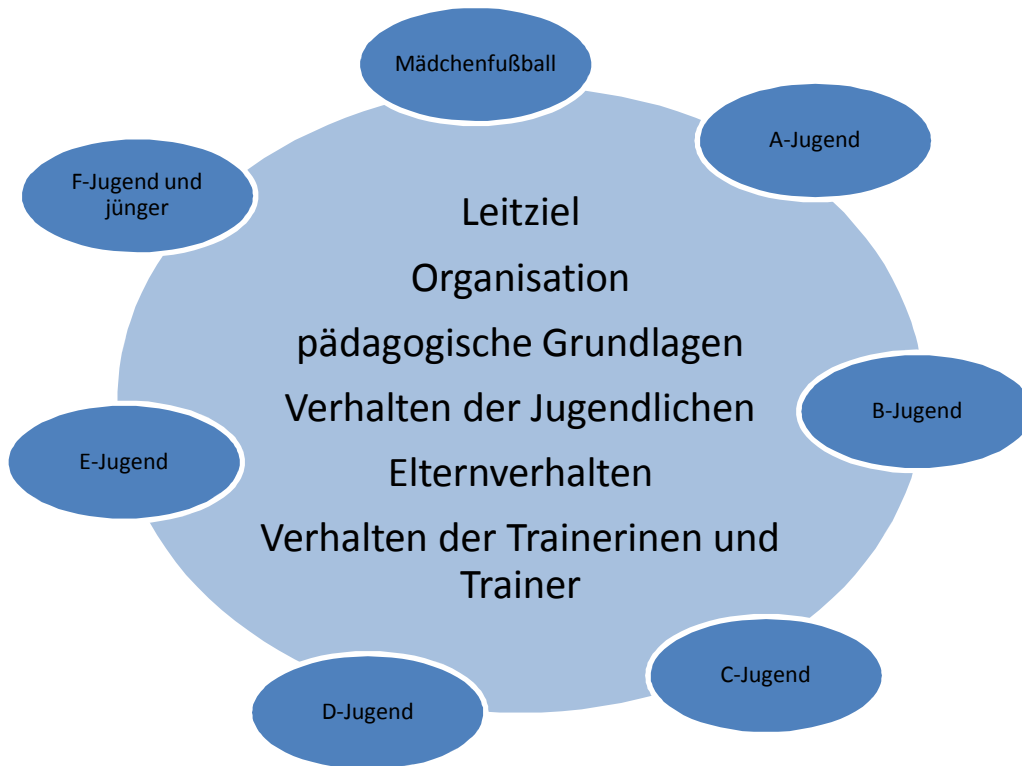 Mädchenfußball
A-Jugend
F-Jugend und
jünger
Leitziel
Organisation
pädagogische Grundlagen
Verhalten der Jugendlichen
B-Jugend
E-Jugend
Elternverhalten
Verhalten der Trainerinen und
Trainer
C-Jugend
D-Jugend